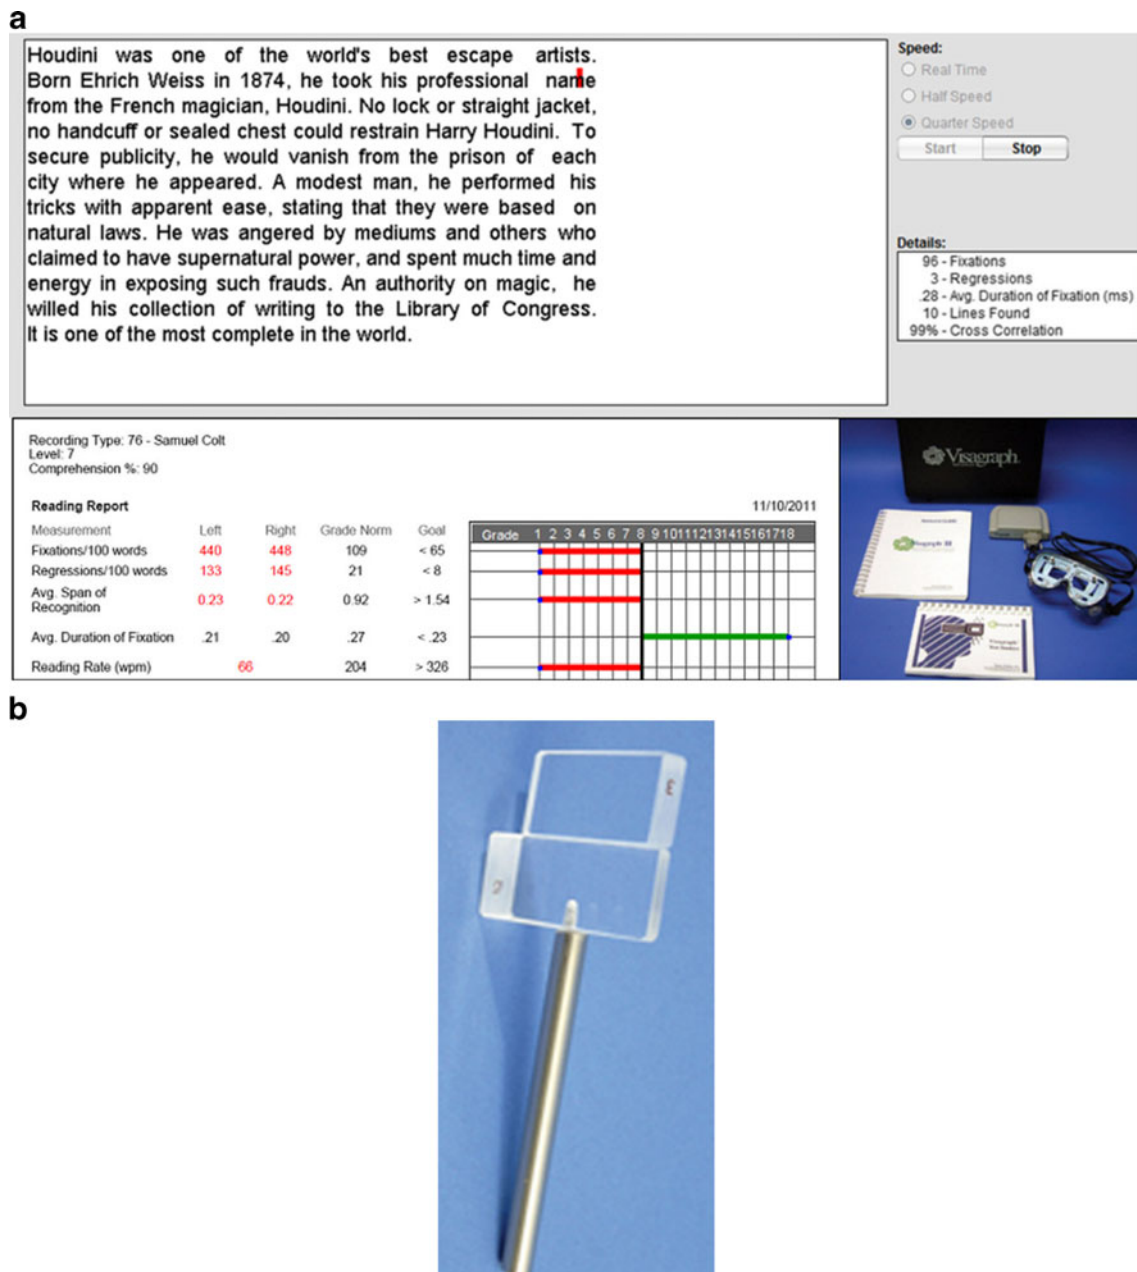 a
Houdini was one of the world's best escape artists.
Born Ehrich Weiss in 1874, he took his professional name
from the French magician, Houdini. No lock or straight jacket,
no handcuff or sealed chest could restrain Harry Houdini. To
secure publicity, he would vanish from the prison of each
city where he appeared. A modest man, he performed his
tricks with apparent ease, stating that they were based on
natural laws. He was angered by mediums and others who
claimed to have supernatural power, and spent much time and
energy in exposing such frauds. An authority on magic, he
willed his collection of writing to the Library of Congress.
It is one of the most complete in the world.
Speed:
Real Time
Half Speed
Quarter Speed
Start Stop
Details:
96 - Fixations
3 - Regressions
.28 - Avg. Duration of Fixation (ms)
10 - Lines Found
99% - Cross Correlation
Recording Type: 76 - Samuel Colt
Level: 7
Comprehension %: 90
Reading Report 11/10/2011
Measurement Left Right Grade Norm Goal
Grade 1 2 3 4 5 6 7 8 9 10 11 12 13 14 15 16 17 18
Fixations/100 words 440 448 109 < 65
Regressions/100 words 133 145 21 < 8
Avg. Span of
Recognition 0.23 0.22 0.92 > 1.54
Avg. Duration of Fixation .21 .20 .27 < .23
Reading Rate (wpm) 66 204 > 326
Visagraph
Visagraph III
Visagraph
b
3
2